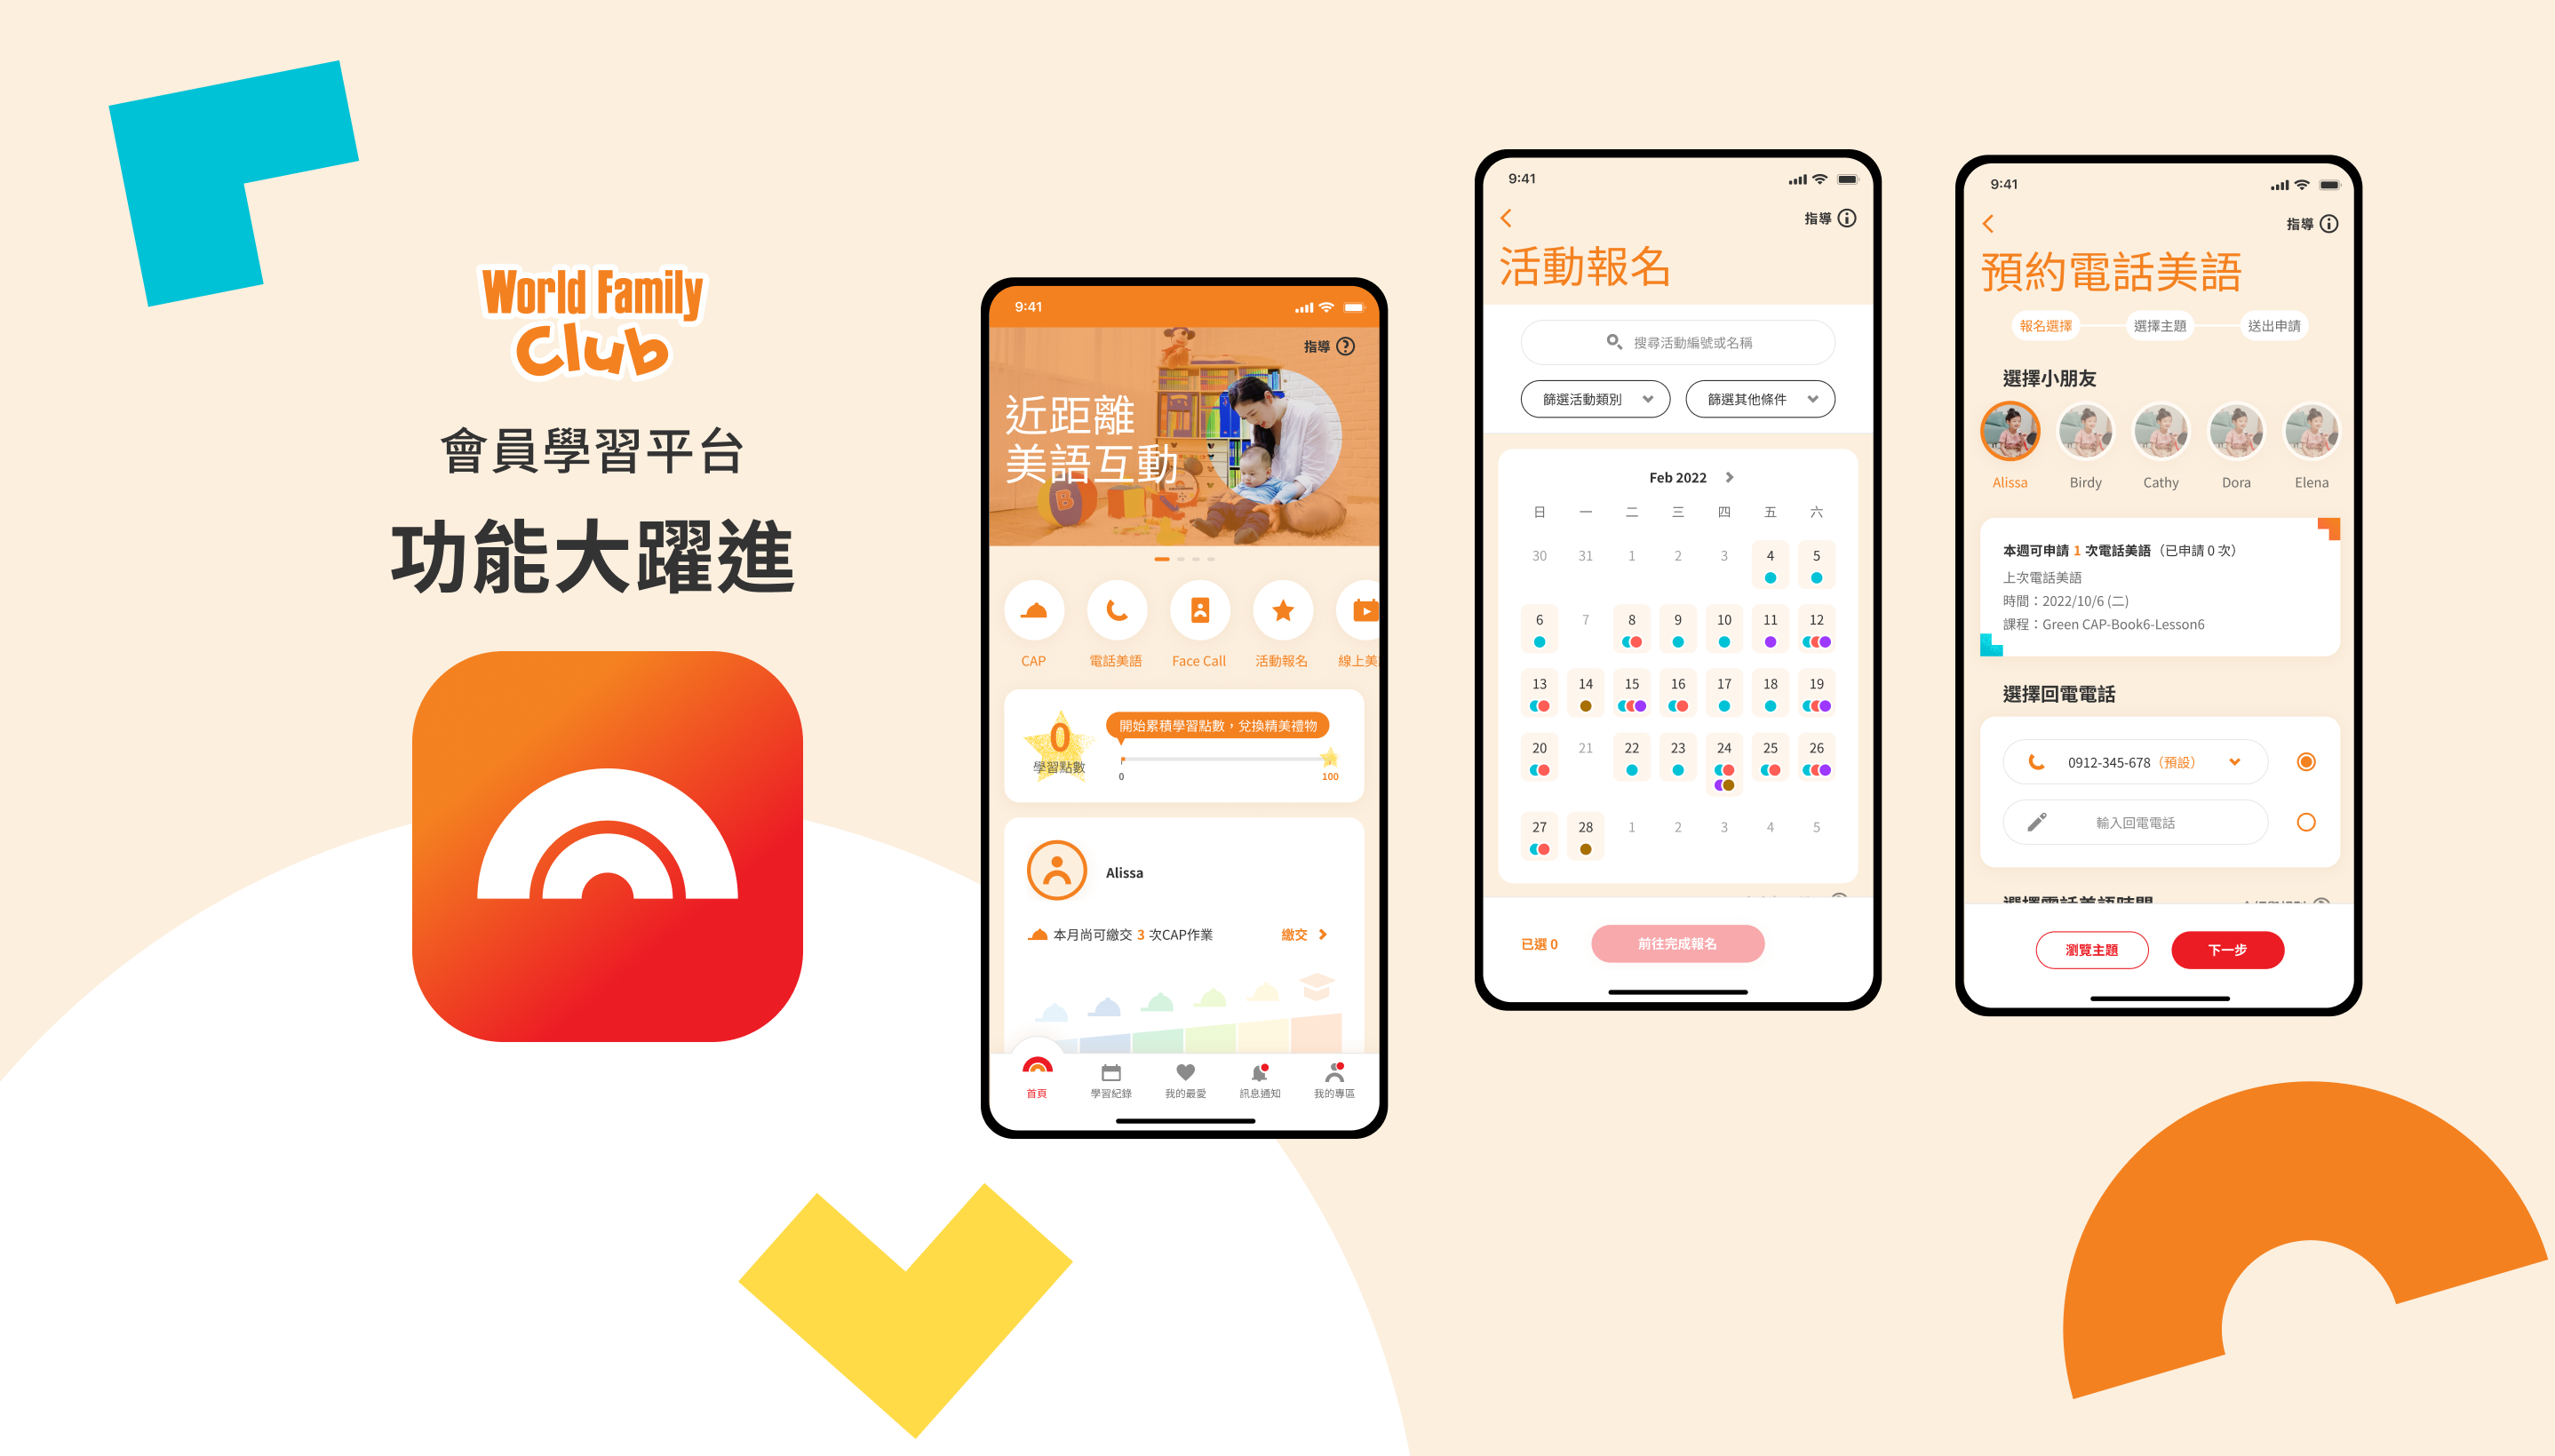 World Family
Club
會員學習平台
功能大躍進
9:41
指導
近距離
美語互動
CAP
電話美語
Face Call
活動報名
線上美
0
學習點數
開始累積學習點數，兌換精美禮物
0
100
Alissa
本月尚可繳交 3 次CAP作業
繳交
首頁
學習紀錄
我的最愛
訊息通知
我的專區
9:41
指導
活動報名
搜尋活動編號或名稱
篩選活動類別
篩選其他條件
Feb 2022
日 一 二 三 四 五 六
30 31 1 2 3 4 5
6 7 8 9 10 11 12
13 14 15 16 17 18 19
20 21 22 23 24 25 26
27 28 1 2 3 4 5
已選 0
前往完成報名
9:41
指導
預約電話美語
報名選擇
選擇主題
送出申請
選擇小朋友
Alissa
Birdy
Cathy
Dora
Elena
本週可申請 1 次電話美語（已申請 0 次）
上次電話美語
時間：2022/10/6 (二)
課程：Green CAP-Book6-Lesson6
選擇回電電話
0912-345-678（預設）
輸入回電電話
選擇電話美語時間
瀏覽主題
下一步